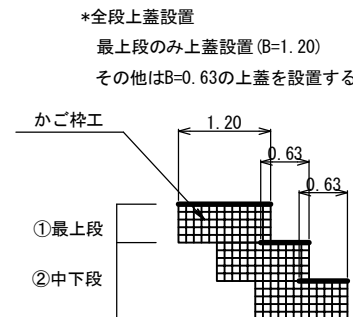 *全段上蓋設置
最上段のみ上蓋設置(B=1.20)
その他はB=0.63の上蓋を設置する
かご枠工
1.20
0.63
0.63
①最上段
②中下段